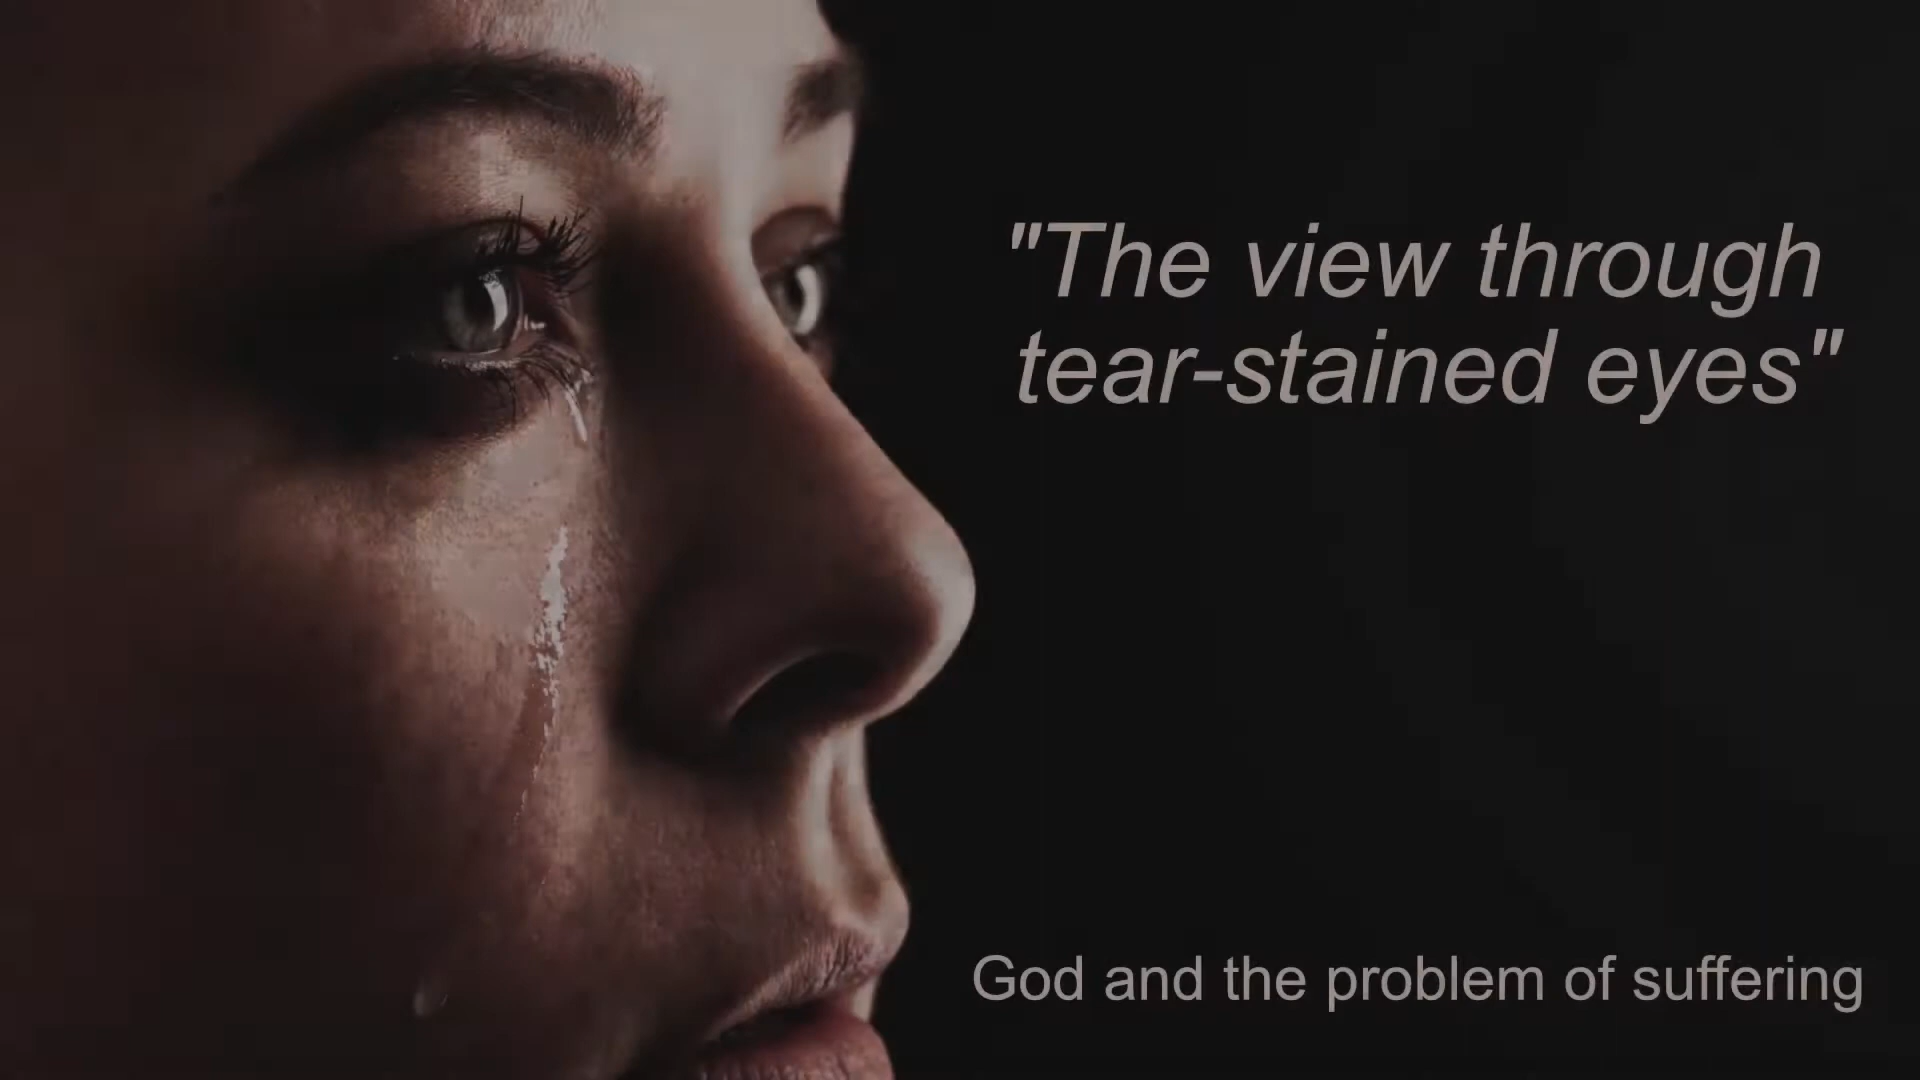 "The view through
tear-stained eyes"
God and the problem of suffering